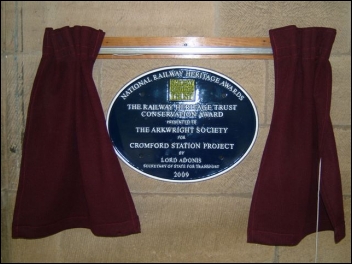 NATIONAL RAILWAY HERITAGE AWARDS
THE RAILWAY HERITAGE TRUST
CONSERVATION AWARD
PRESENTED TO
THE ARKWRIGHT SOCIETY
FOR
CROMFORD STATION PROJECT
BY
LORD ADONIS
SECRETARY OF STATE FOR TRANSPORT
2009